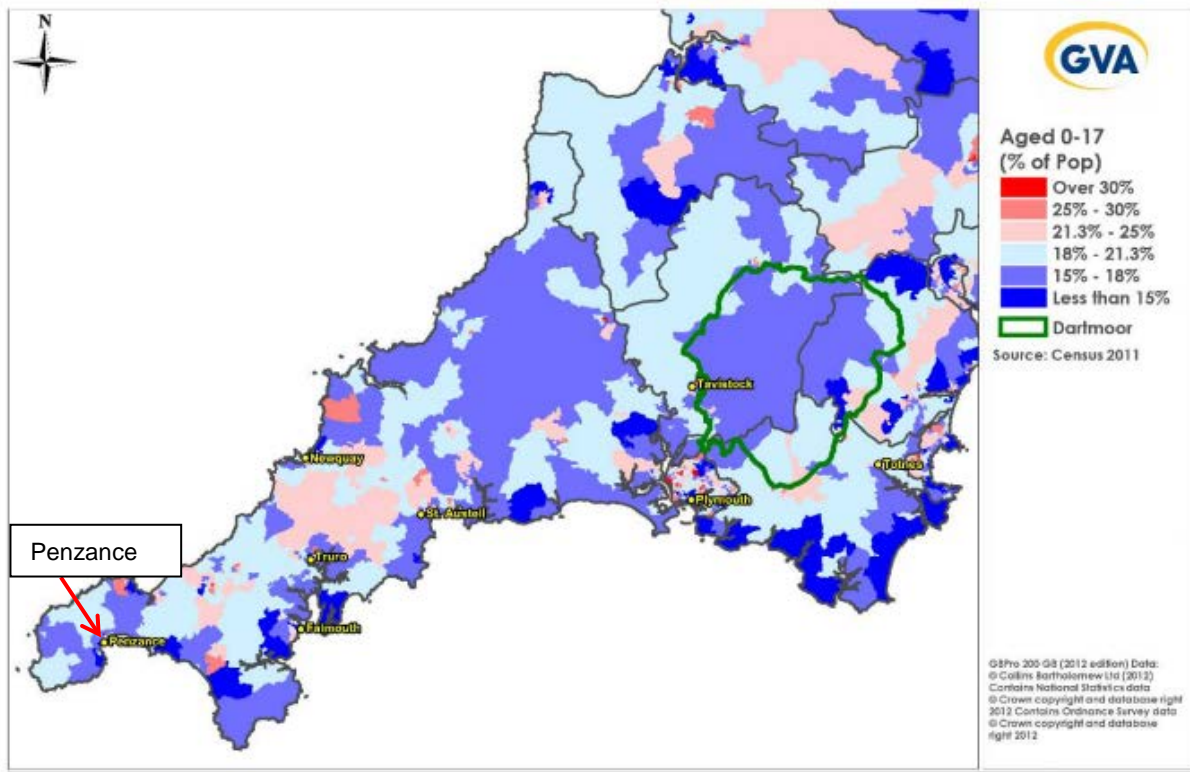 N
GVA
Aged 0-17
(% of Pop)
Over 30%
25% - 30%
21.3% - 25%
18% - 21.3%
15% - 18%
Less than 15%
Dartmoor
Source: Census 2011
Tavistock
Newquay
Totnes
Plymouth
St. Austell
Penzance
Truro
Falmouth
Penzance
GBPro 200 GB (2012 edition) Data:
© Collins Bartholomew Ltd (2012)
Contains National Statistics data
© Crown copyright and database right
2012 Contains Ordnance Survey data
© Crown copyright and database
right 2012